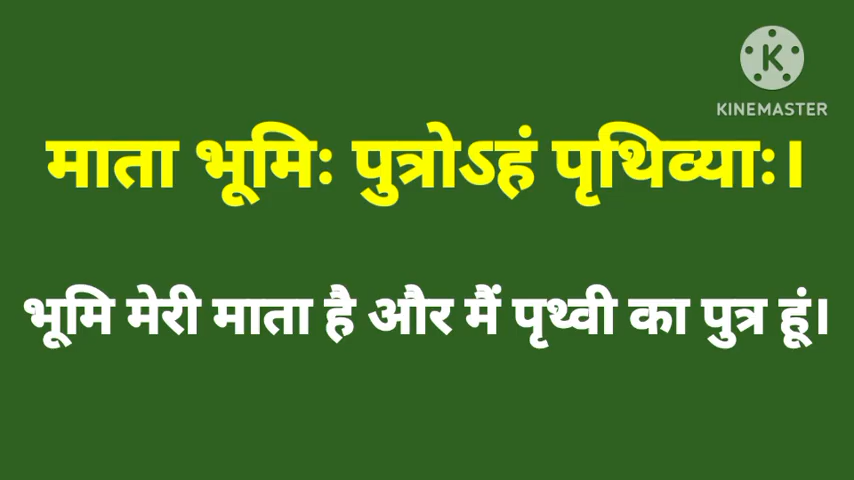 K
KINEMASTER
माता भूमिः पुत्रोऽहं पृथिव्याः।
भूमि मेरी माता है और मैं पृथ्वी का पुत्र हूं।